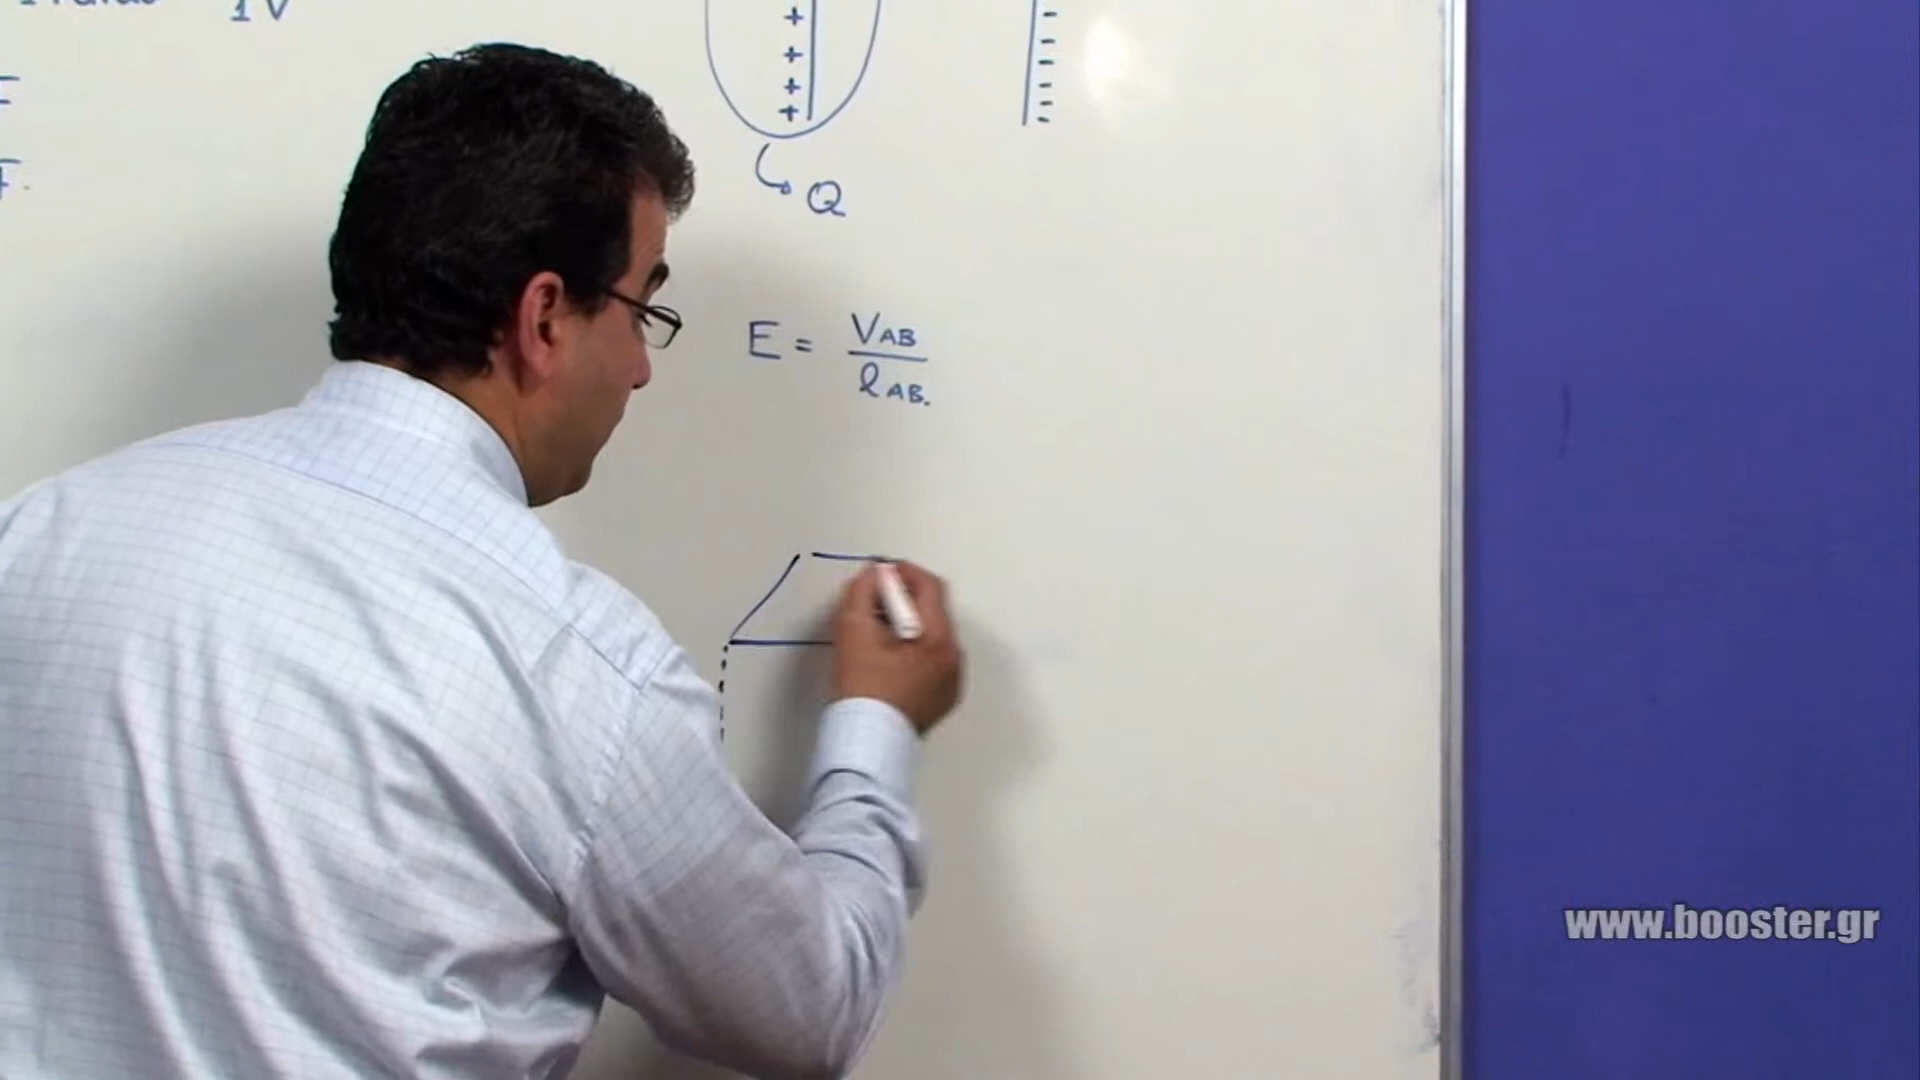 1V
+
+
+
+
-
-
-
-
-
-
Q
E = VAB
ℓAB.
www.booster.gr